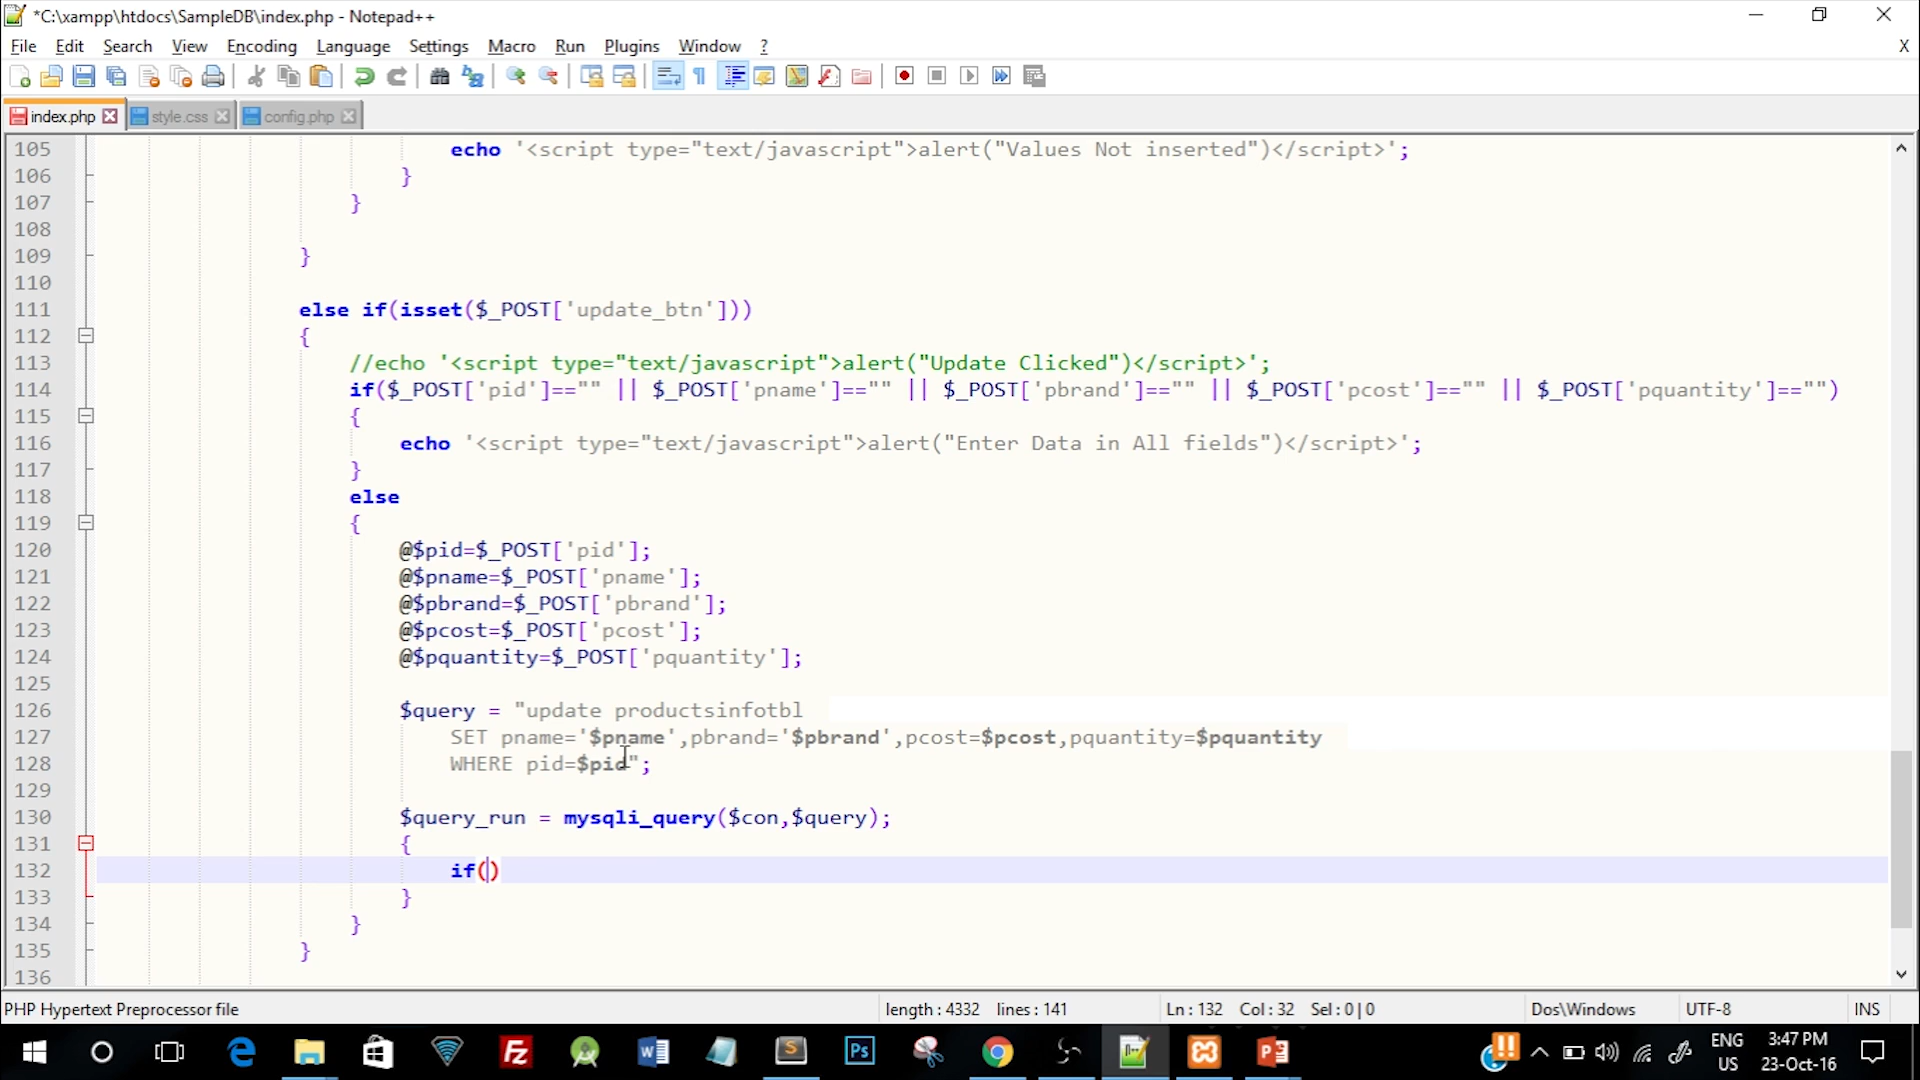 *C:\xampp\htdocs\SampleDB\index.php - Notepad++
File Edit Search View Encoding Language Settings Macro Run Plugins Window ? X
index.php style.css config.php
105 echo '<script type="text/javascript">alert("Values Not inserted")</script>';
106 }
107 }
108
109 }
110
111 else if(isset($_POST['update_btn']))
112 {
113 //echo '<script type="text/javascript">alert("Update Clicked")</script>';
114 if($_POST['pid']=="" || $_POST['pname']=="" || $_POST['pbrand']=="" || $_POST['pcost']=="" || $_POST['pquantity']=="")
115 {
116 echo '<script type="text/javascript">alert("Enter Data in All fields")</script>';
117 }
118 else
119 {
120 @$pid=$_POST['pid'];
121 @$pname=$_POST['pname'];
122 @$pbrand=$_POST['pbrand'];
123 @$pcost=$_POST['pcost'];
124 @$pquantity=$_POST['pquantity'];
125
126 $query = "update productsinfotbl
127 SET pname='$pname',pbrand='$pbrand',pcost=$pcost,pquantity=$pquantity
128 WHERE pid=$pid";
129
130 $query_run = mysqli_query($con,$query);
131 {
132 if()
133 }
134 }
135 }
136
PHP Hypertext Preprocessor file length : 4332 lines : 141 Ln : 132 Col : 32 Sel : 0 | 0 Dos\Windows UTF-8 INS
ENG 3:47 PM
US 23-Oct-16